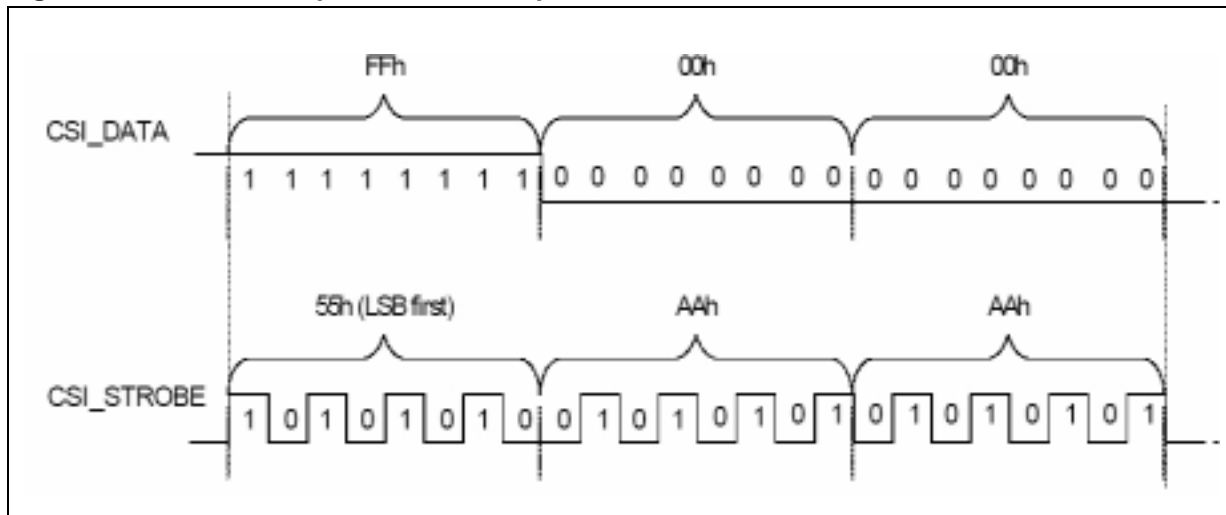 FFh 00h 00h
CSI_DATA
1 1 1 1 1 1 1 1 0 0 0 0 0 0 0 0 0 0 0 0 0 0 0 0
55h (LSB first) AAh AAh
CSI_STROBE
1 0 1 0 1 0 1 0 0 1 0 1 0 1 0 1 0 1 0 1 0 1 0 1